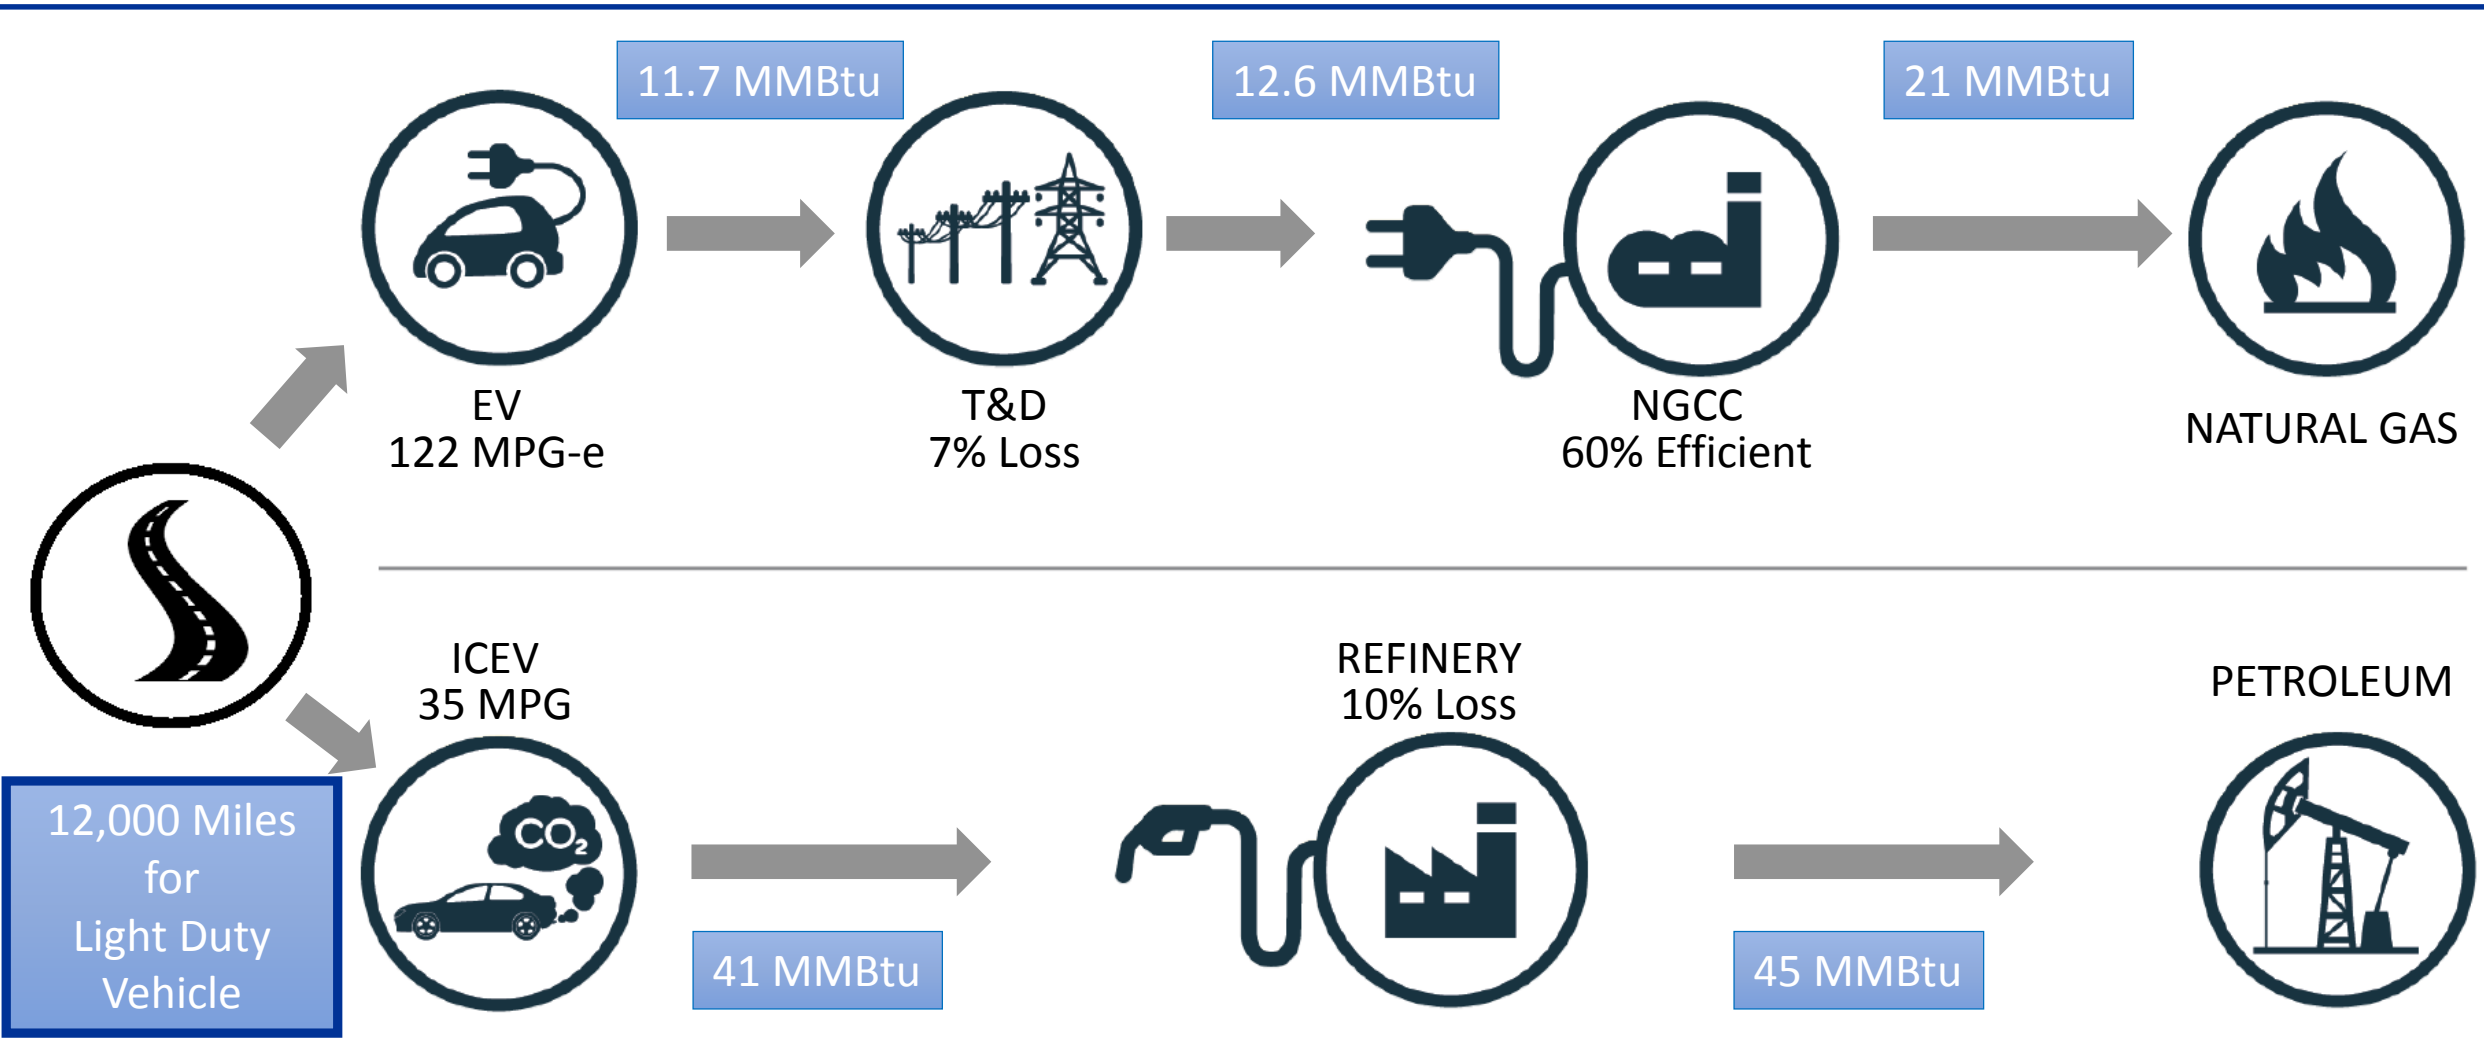 11.7 MMBtu
12.6 MMBtu
21 MMBtu
EV
122 MPG-e
T&D
7% Loss
NGCC
60% Efficient
NATURAL GAS
ICEV
35 MPG
REFINERY
10% Loss
PETROLEUM
12,000 Miles
for
Light Duty
Vehicle
CO2
41 MMBtu
45 MMBtu